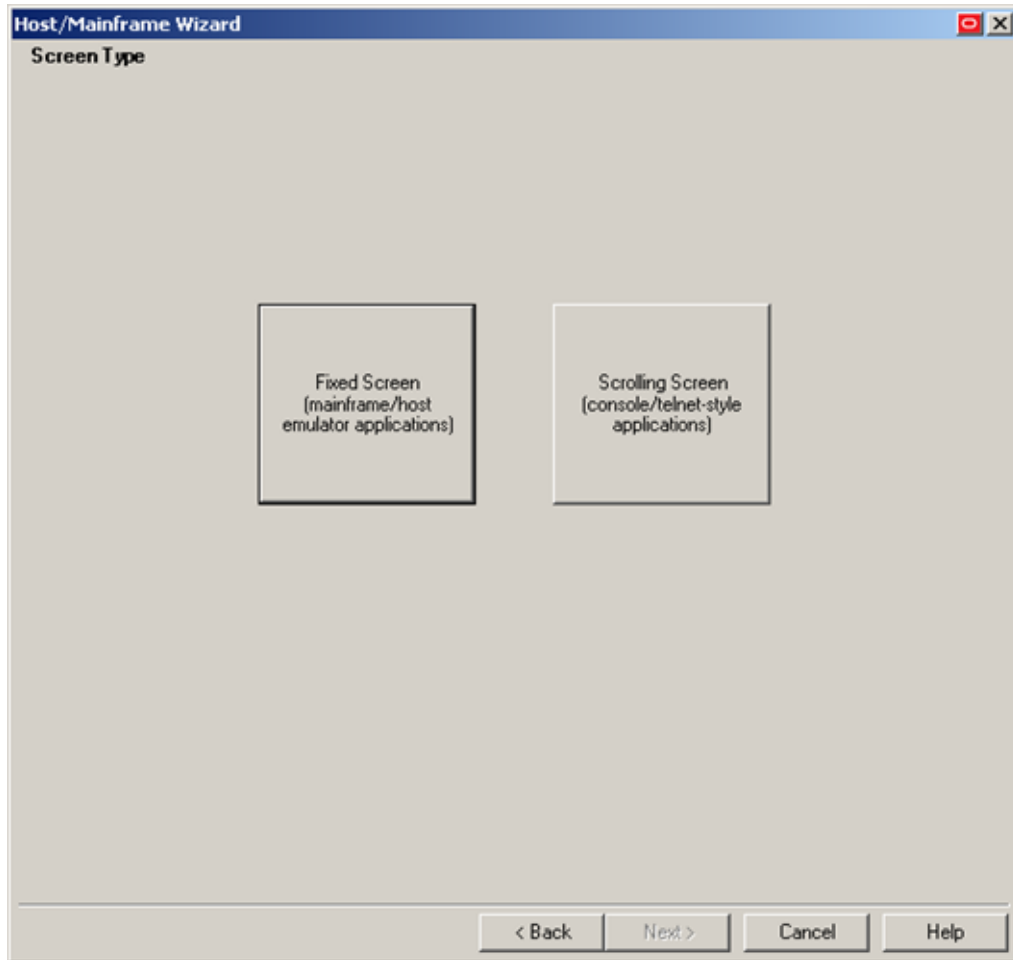 Host/Mainframe Wizard
Screen Type
Fixed Screen
(mainframe/host
emulator applications)
Scrolling Screen
(console/telnet-style
applications)
< Back
Next >
Cancel
Help